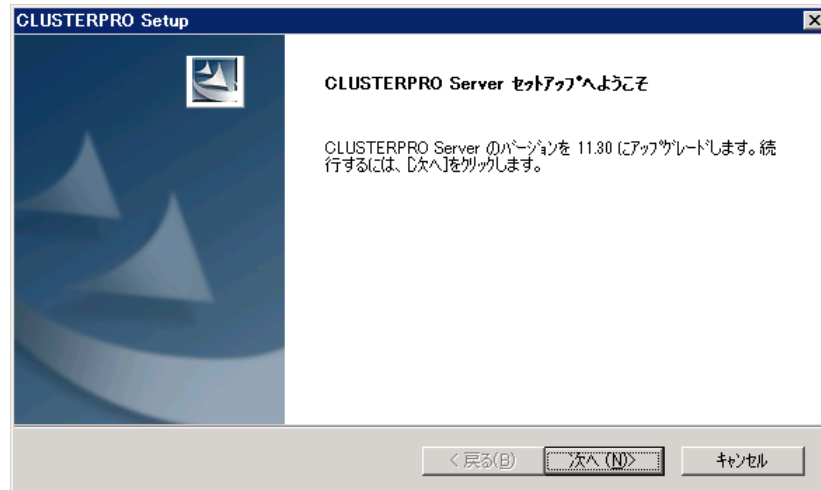 CLUSTERPRO Setup
CLUSTERPRO Server セットアップへようこそ
CLUSTERPRO Server のバージョンを 11.30 にアップグレードします。続
行するには、[次へ]をクリックします。
< 戻る(B)
次へ (N)>
キャンセル